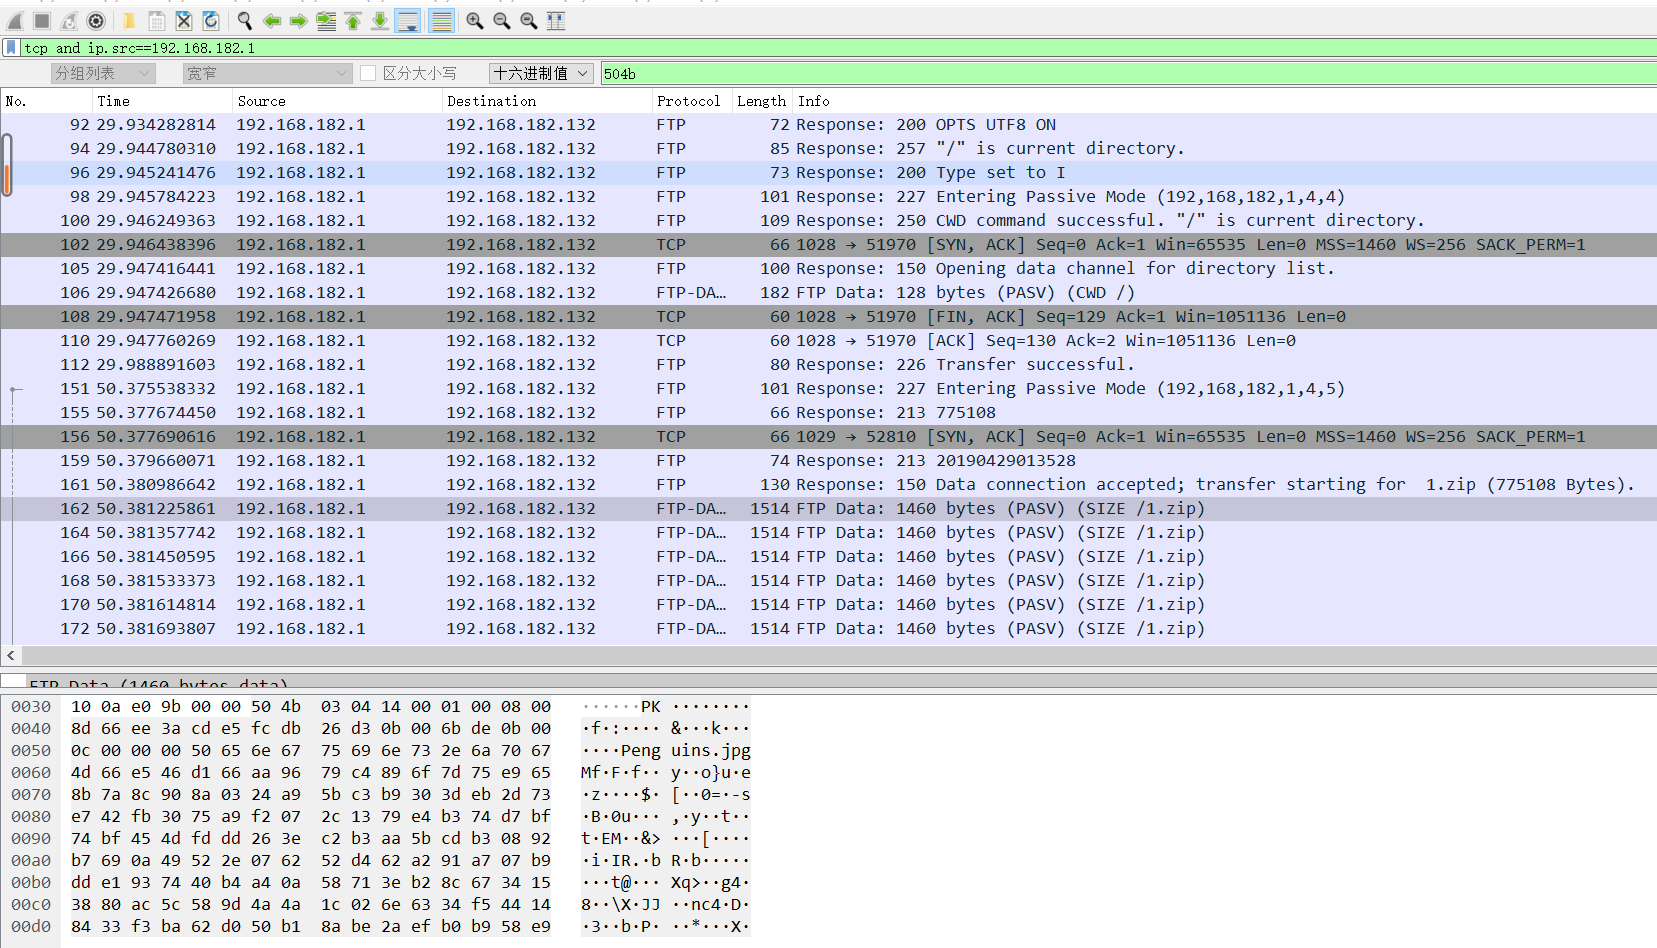 tcp and ip.src==192.168.182.1
分组列表 宽窄 区分大小写 十六进制值 504b
No. Time Source Destination Protocol Length Info
92 29.934282814 192.168.182.1 192.168.182.132 FTP 72 Response: 200 OPTS UTF8 ON
94 29.944780310 192.168.182.1 192.168.182.132 FTP 85 Response: 257 "/" is current directory.
96 29.945241476 192.168.182.1 192.168.182.132 FTP 73 Response: 200 Type set to I
98 29.945784223 192.168.182.1 192.168.182.132 FTP 101 Response: 227 Entering Passive Mode (192,168,182,1,4,4)
100 29.946249363 192.168.182.1 192.168.182.132 FTP 109 Response: 250 CWD command successful. "/" is current directory.
102 29.946438396 192.168.182.1 192.168.182.132 TCP 66 1028 → 51970 [SYN, ACK] Seq=0 Ack=1 Win=65535 Len=0 MSS=1460 WS=256 SACK_PERM=1
105 29.947416441 192.168.182.1 192.168.182.132 FTP 100 Response: 150 Opening data channel for directory list.
106 29.947426680 192.168.182.1 192.168.182.132 FTP-DA… 182 FTP Data: 128 bytes (PASV) (CWD /)
108 29.947471958 192.168.182.1 192.168.182.132 TCP 60 1028 → 51970 [FIN, ACK] Seq=129 Ack=1 Win=1051136 Len=0
110 29.947760269 192.168.182.1 192.168.182.132 TCP 60 1028 → 51970 [ACK] Seq=130 Ack=2 Win=1051136 Len=0
112 29.988891603 192.168.182.1 192.168.182.132 FTP 80 Response: 226 Transfer successful.
151 50.375538332 192.168.182.1 192.168.182.132 FTP 101 Response: 227 Entering Passive Mode (192,168,182,1,4,5)
155 50.377674450 192.168.182.1 192.168.182.132 FTP 66 Response: 213 775108
156 50.377690616 192.168.182.1 192.168.182.132 TCP 66 1029 → 52810 [SYN, ACK] Seq=0 Ack=1 Win=65535 Len=0 MSS=1460 WS=256 SACK_PERM=1
159 50.379660071 192.168.182.1 192.168.182.132 FTP 74 Response: 213 20190429013528
161 50.380986642 192.168.182.1 192.168.182.132 FTP 130 Response: 150 Data connection accepted; transfer starting for 1.zip (775108 Bytes).
162 50.381225861 192.168.182.1 192.168.182.132 FTP-DA… 1514 FTP Data: 1460 bytes (PASV) (SIZE /1.zip)
164 50.381357742 192.168.182.1 192.168.182.132 FTP-DA… 1514 FTP Data: 1460 bytes (PASV) (SIZE /1.zip)
166 50.381450595 192.168.182.1 192.168.182.132 FTP-DA… 1514 FTP Data: 1460 bytes (PASV) (SIZE /1.zip)
168 50.381533373 192.168.182.1 192.168.182.132 FTP-DA… 1514 FTP Data: 1460 bytes (PASV) (SIZE /1.zip)
170 50.381614814 192.168.182.1 192.168.182.132 FTP-DA… 1514 FTP Data: 1460 bytes (PASV) (SIZE /1.zip)
172 50.381693807 192.168.182.1 192.168.182.132 FTP-DA… 1514 FTP Data: 1460 bytes (PASV) (SIZE /1.zip)
FTP Data (1460 bytes data)
0030 10 0a e0 9b 00 00 50 4b 03 04 14 00 01 00 08 00 ······PK ········
0040 8d 66 ee 3a cd e5 fc db 26 d3 0b 00 6b de 0b 00 ·f·:···· &···k···
0050 0c 00 00 00 50 65 6e 67 75 69 6e 73 2e 6a 70 67 ····Peng uins.jpg
0060 4d 66 e5 46 d1 66 aa 96 79 c4 89 6f 7d 75 e9 65 Mf·F·f·· y··o}u·e
0070 8b 7a 8c 90 8a 03 24 a9 5b c3 b9 30 3d eb 2d 73 ·z····$· [··0=·-s
0080 e7 42 fb 30 75 a9 f2 07 2c 13 79 e4 b3 74 d7 bf ·B·0u··· ,·y··t··
0090 74 bf 45 4d fd dd 26 3e c2 b3 aa 5b cd b3 08 92 t·EM··&> ···[····
00a0 b7 69 0a 49 52 2e 07 62 52 d4 62 a2 91 a7 07 b9 ·i·IR.·b R·b·····
00b0 dd e1 93 74 40 b4 a4 0a 58 71 3e b2 8c 67 34 15 ···t@··· Xq>··g4·
00c0 38 80 ac 5c 58 9d 4a 4a 1c 02 6e 63 34 f5 44 14 8··\X·JJ ··nc4·D·
00d0 84 33 f3 ba 62 d0 50 b1 8a be 2a ef b0 b9 58 e9 ·3··b·P· ··*···X·